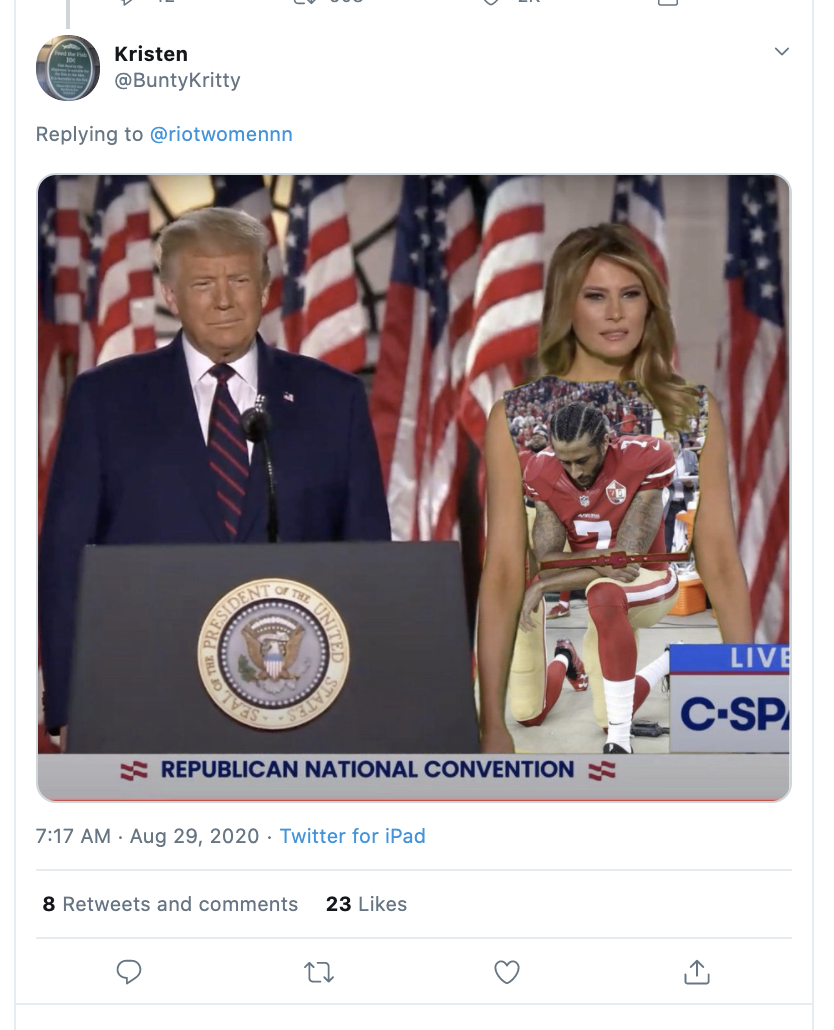 Kristen
@BuntyKritty
Replying to @riotwomennn
SEAL OF THE PRESIDENT OF THE UNITED STATES
7
LIVE
C-SPA
REPUBLICAN NATIONAL CONVENTION
7:17 AM · Aug 29, 2020 · Twitter for iPad
8 Retweets and comments 23 Likes